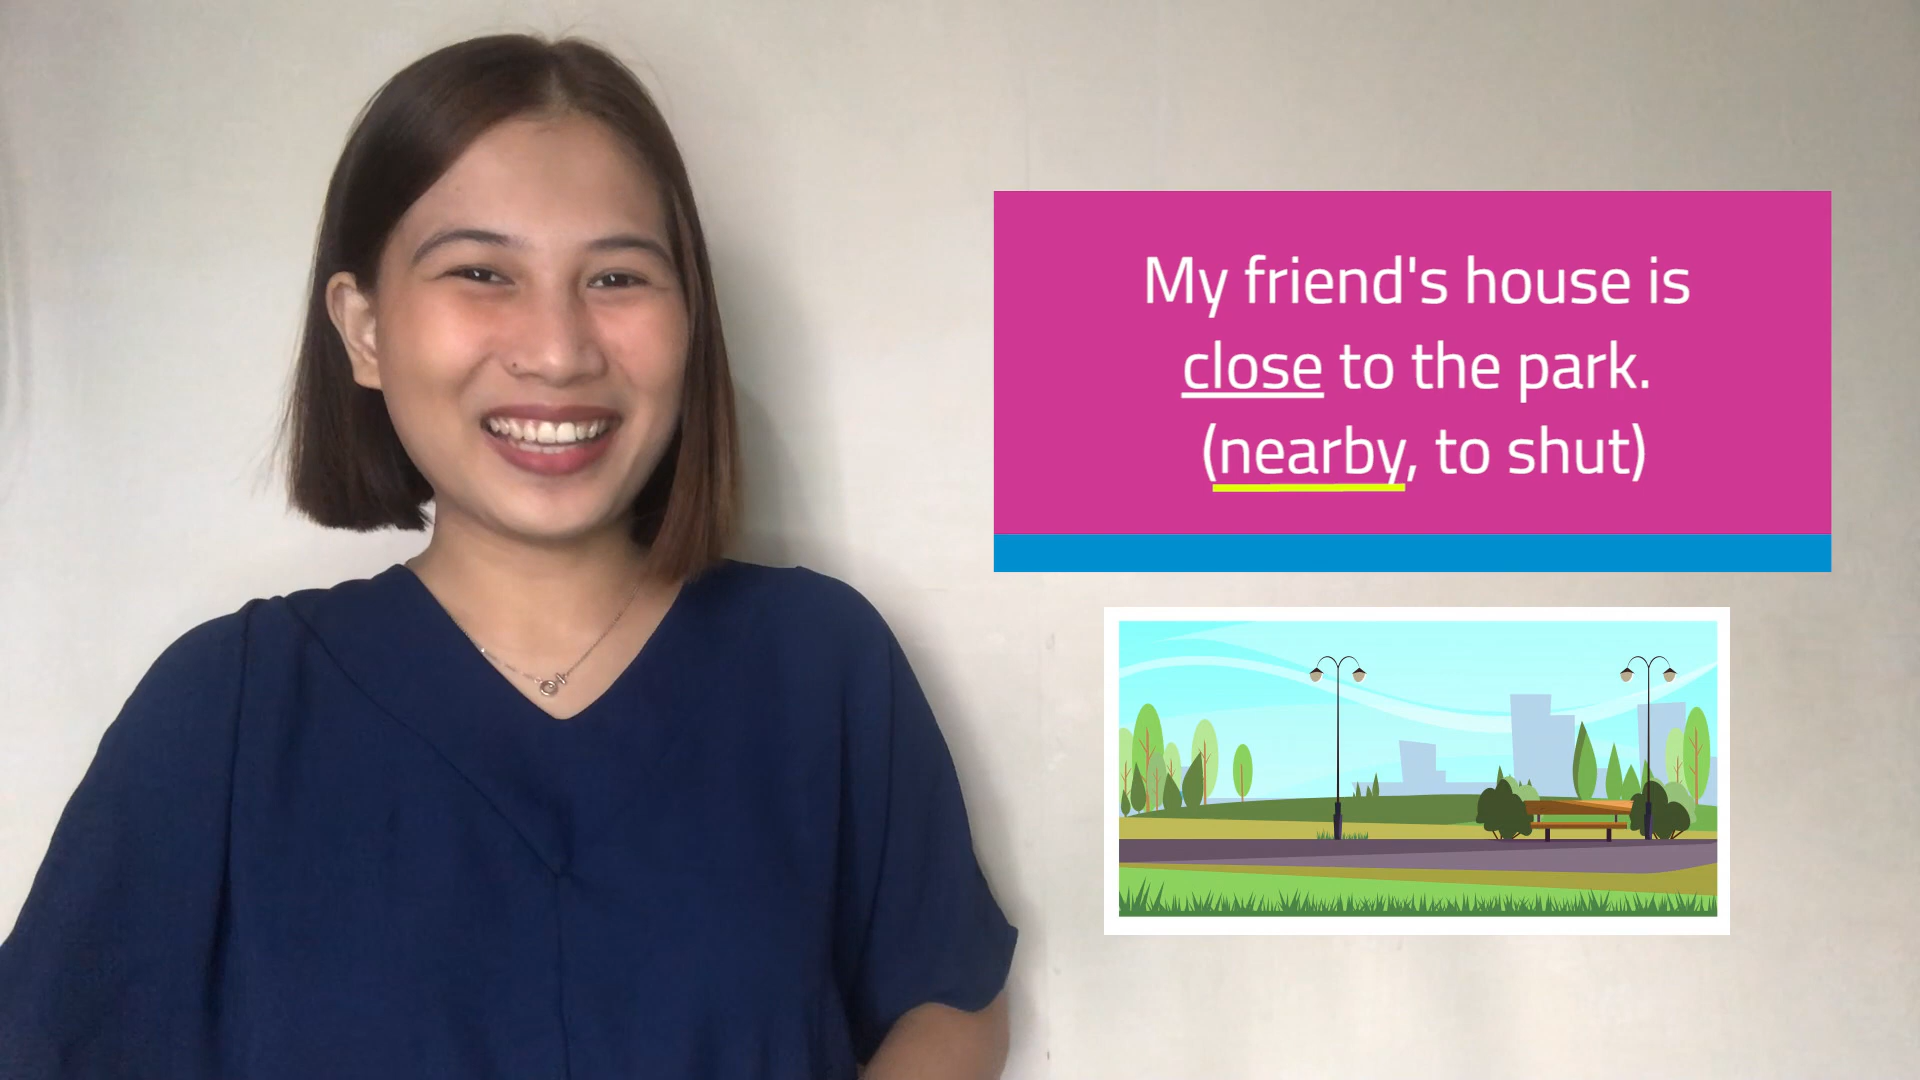 My friend's house is
close to the park.
(nearby, to shut)